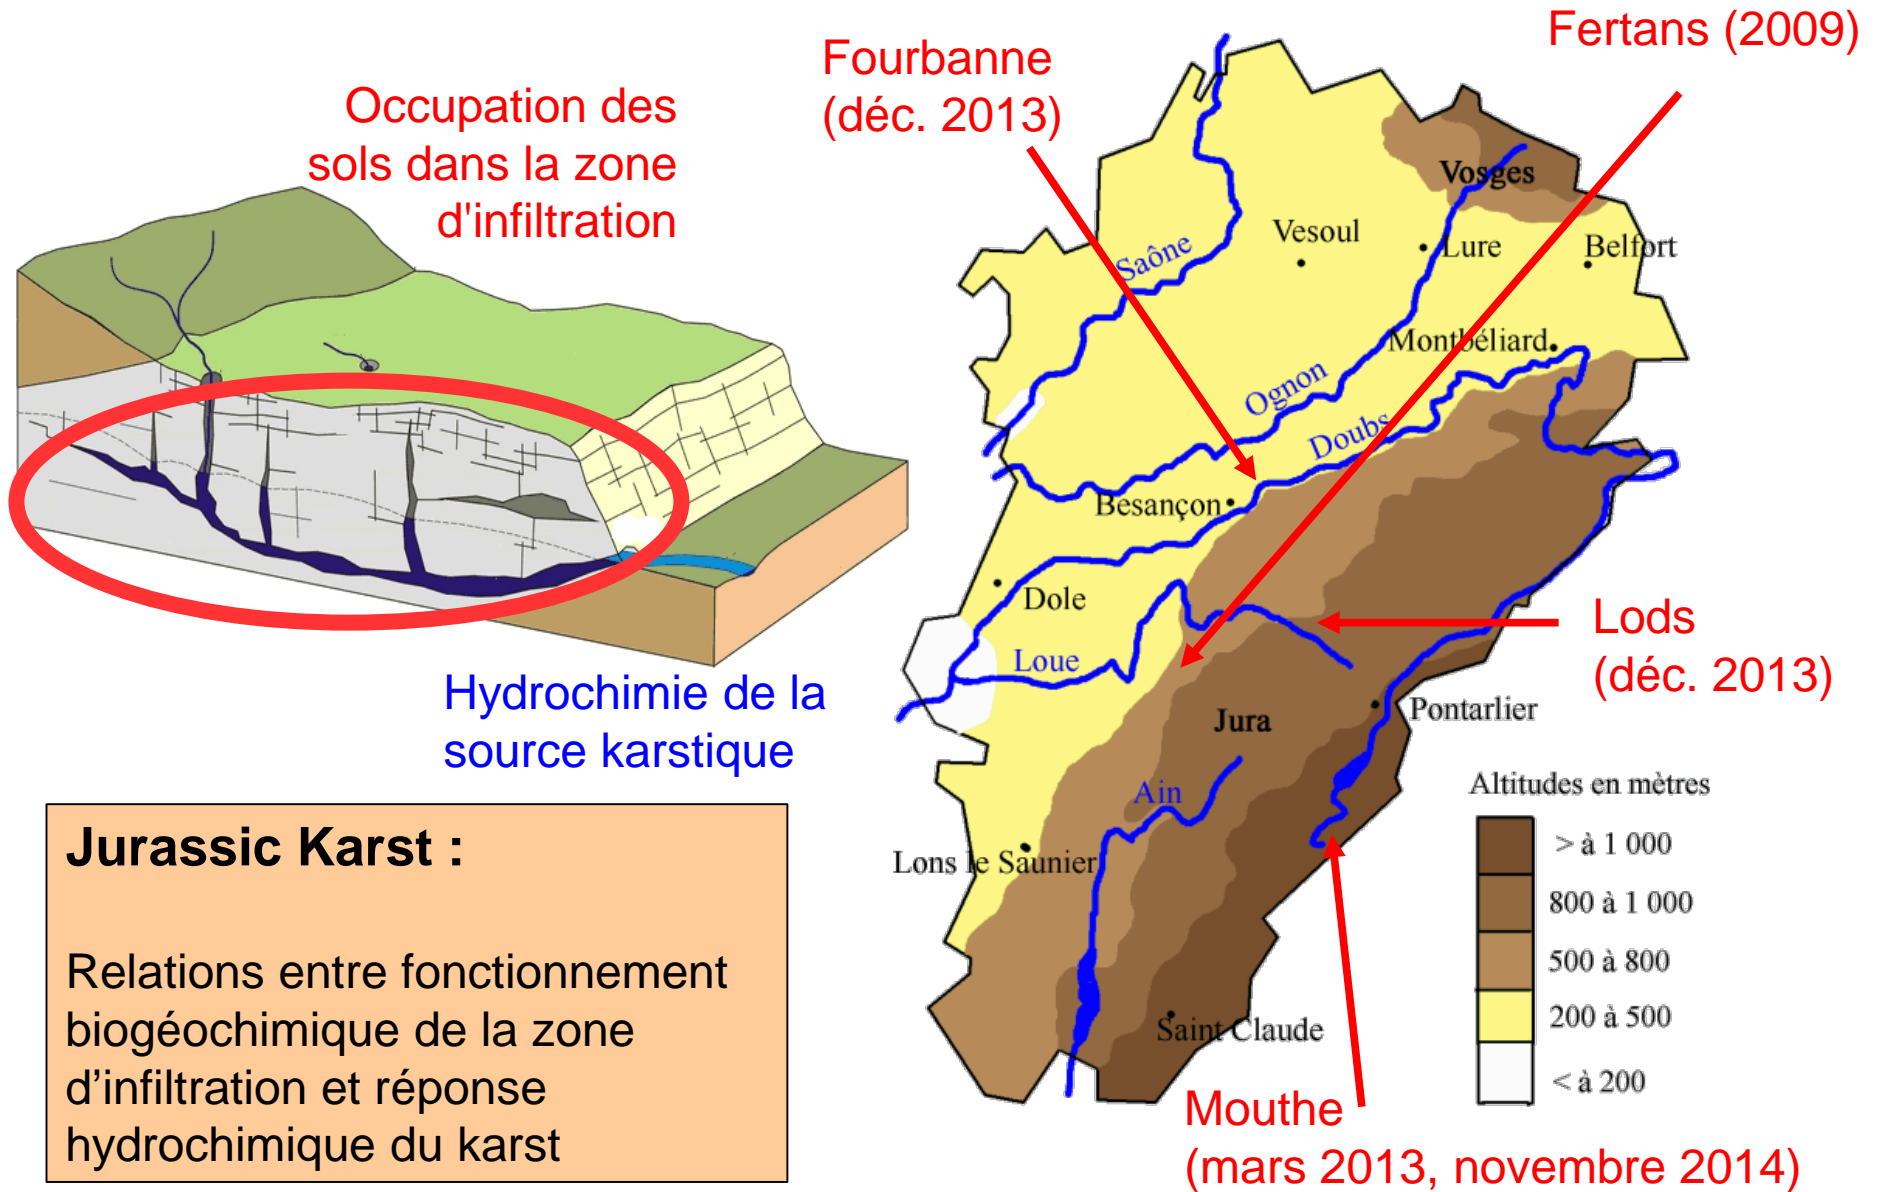 Occupation des
sols dans la zone
d'infiltration
Hydrochimie de la
source karstique
Jurassic Karst :
Relations entre fonctionnement
biogéochimique de la zone
d’infiltration et réponse
hydrochimique du karst
Fourbanne
(déc. 2013)
Fertans (2009)
Vosges
Saône
Vesoul
Lure
Belfort
Montbéliard
Ognon
Doubs
Besançon
Dole
Loue
Lods
(déc. 2013)
Pontarlier
Jura
Ain
Lons le Saunier
Saint Claude
Altitudes en mètres
> à 1 000
800 à 1 000
500 à 800
200 à 500
< à 200
Mouthe
(mars 2013, novembre 2014)